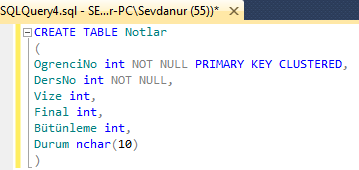 SQLQuery4.sql - SE...r-PC\Sevdanur (55))*
CREATE TABLE Notlar
(
OgrenciNo int NOT NULL PRIMARY KEY CLUSTERED,
DersNo int NOT NULL,
Vize int,
Final int,
Bütünleme int,
Durum nchar(10)
)